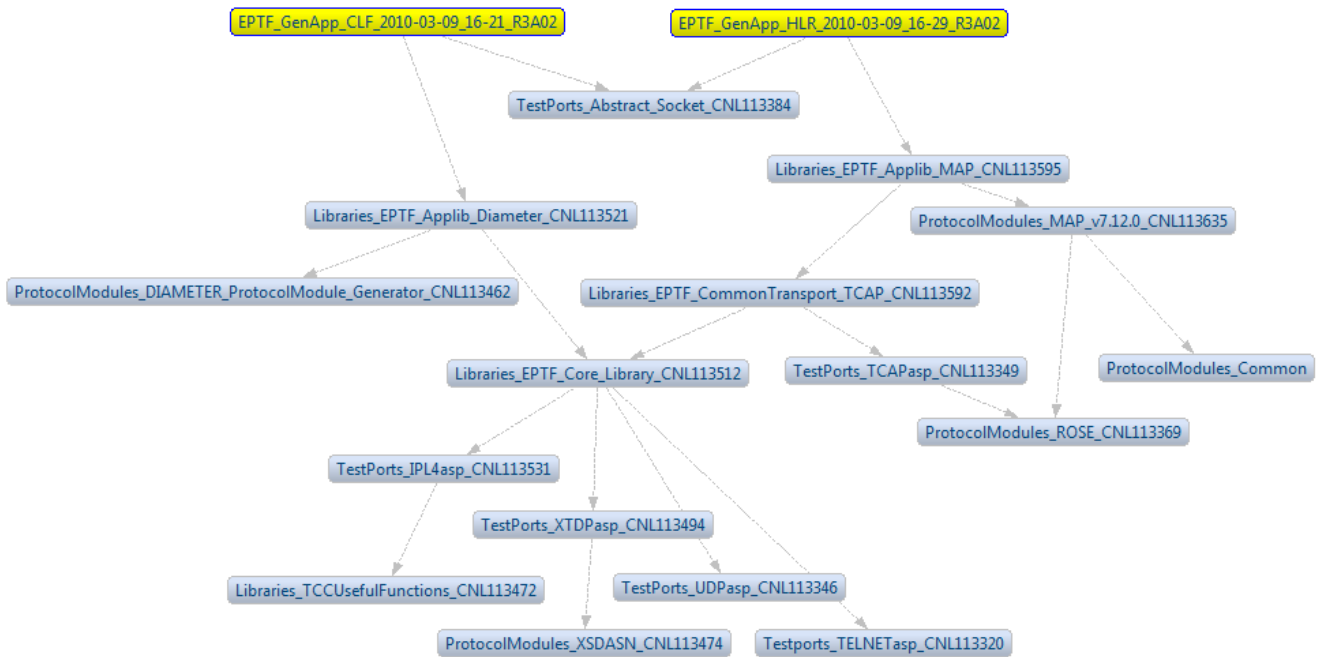 EPTF_GenApp_CLF_2010-03-09_16-21_R3A02
EPTF_GenApp_HLR_2010-03-09_16-29_R3A02
TestPorts_Abstract_Socket_CNL113384
Libraries_EPTF_Applib_MAP_CNL113595
Libraries_EPTF_Applib_Diameter_CNL113521
ProtocolModules_MAP_v7.12.0_CNL113635
ProtocolModules_DIAMETER_ProtocolModule_Generator_CNL113462
Libraries_EPTF_CommonTransport_TCAP_CNL113592
Libraries_EPTF_Core_Library_CNL113512
TestPorts_TCAPasp_CNL113349
ProtocolModules_Common
ProtocolModules_ROSE_CNL113369
TestPorts_IPL4asp_CNL113531
TestPorts_XTDPasp_CNL113494
Libraries_TCCUsefulFunctions_CNL113472
TestPorts_UDPasp_CNL113346
ProtocolModules_XSDASN_CNL113474
Testports_TELNETasp_CNL113320